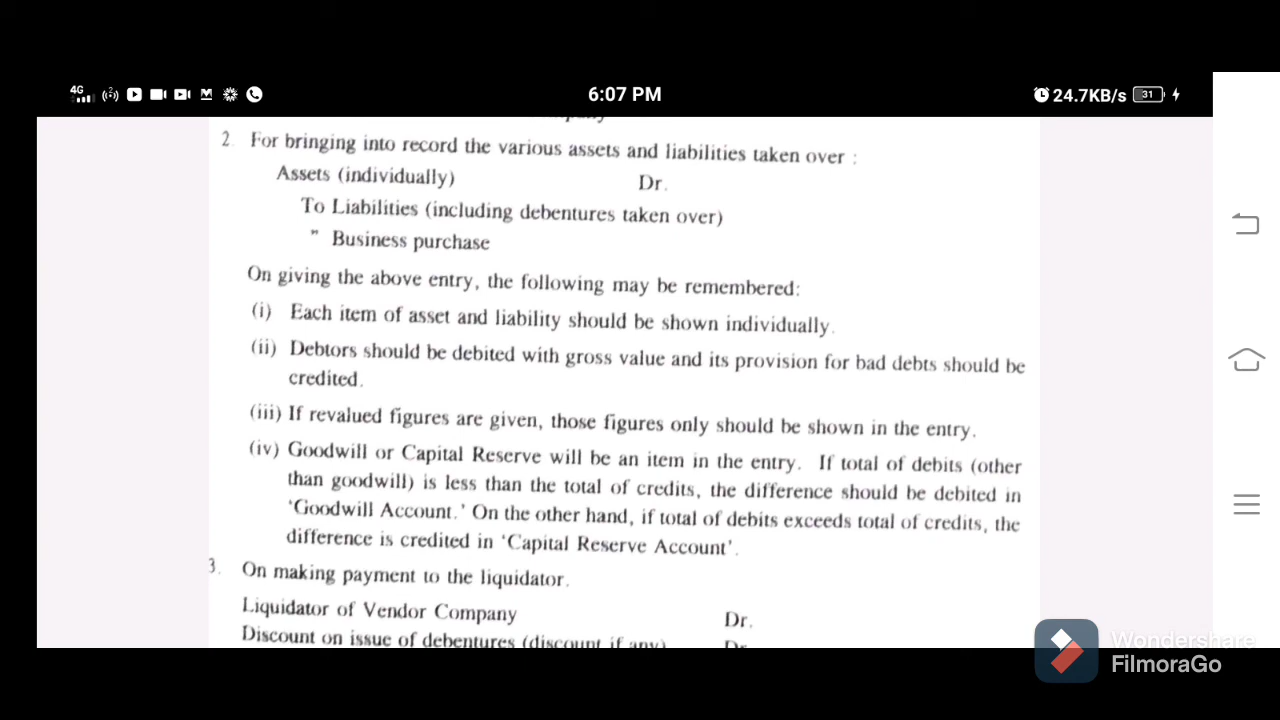 4G
6:07 PM
24.7KB/s 31
2. For bringing into record the various assets and liabilities taken over :
Assets (individually) Dr.
To Liabilities (including debentures taken over)
" Business purchase
On giving the above entry, the following may be remembered:
(i) Each item of asset and liability should be shown individually.
(ii) Debtors should be debited with gross value and its provision for bad debts should be
credited.
(iii) If revalued figures are given, those figures only should be shown in the entry.
(iv) Goodwill or Capital Reserve will be an item in the entry. If total of debits (other
than goodwill) is less than the total of credits, the difference should be debited in
‘Goodwill Account.’ On the other hand, if total of debits exceeds total of credits, the
difference is credited in ‘Capital Reserve Account’.
3. On making payment to the liquidator.
Liquidator of Vendor Company Dr.
Discount on issue of debentures (discount if any) Dr.
Wondershare
FilmoraGo